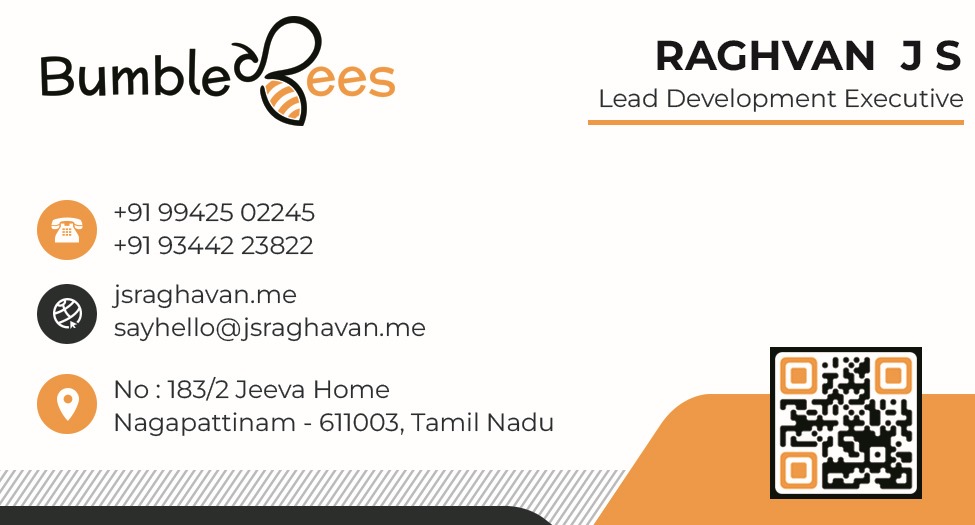 BumbleBees
RAGHVAN J S
Lead Development Executive
+91 99425 02245
+91 93442 23822
jsraghavan.me
sayhello@jsraghavan.me
No : 183/2 Jeeva Home
Nagapattinam - 611003, Tamil Nadu